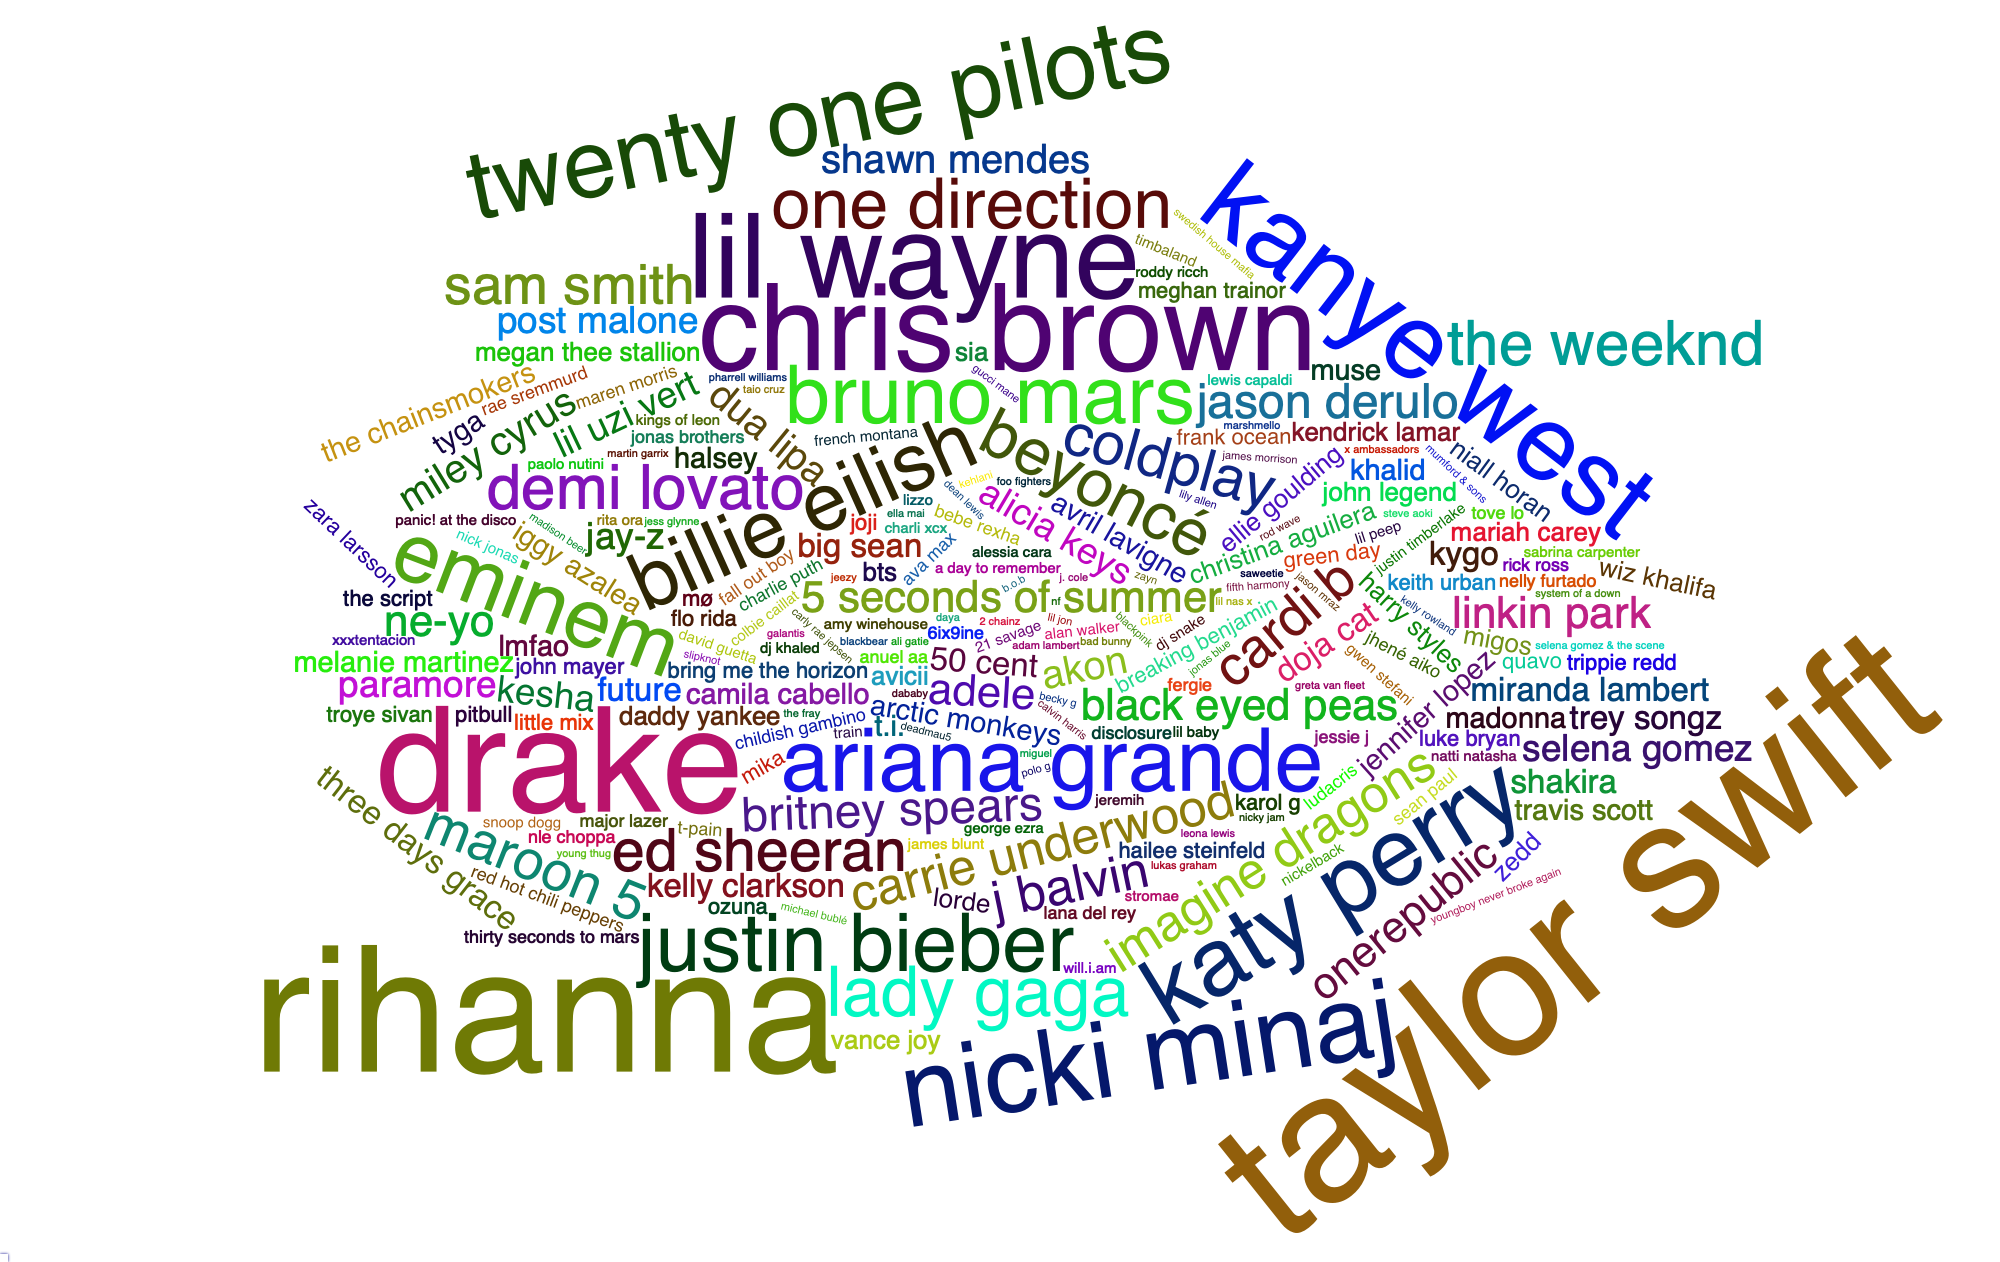 twenty one pilots
shawn mendes
one direction
kanye west
swedish house mafia
timbaland
lil wayne
roddy ricch
sam smith
meghan trainor
chris brown
post malone
the weeknd
megan thee stallion
sia
muse
the chainsmokers
rae sremmurd
maren morris
pharrell williams
taio cruz
gucci mane
lewis capaldi
bruno mars
jason derulo
tyga
miley cyrus
lil uzi vert
dua lipa
kings of leon
jonas brothers
martin garrix
halsey
french montana
billie eilish
beyoncé
coldplay
marshmello
frank ocean
kendrick lamar
x ambassadors
james morrison
ellie goulding
khalid
mumford & sons
niall horan
paolo nutini
demi lovato
kehlani
foo fighters
dean lewis
lily allen
alicia keys
avril lavigne
john legend
zara larsson
panic! at the disco
madison beer
rita ora
jess glynne
jay-z
nick jonas
iggy azalea
lizzo
ella mai
joji
charli xcx
bebe rexha
big sean
christina aguilera
steve aoki
rod wave
lil peep
justin timberlake
tove lo
mariah carey
eminem
fall out boy
charlie puth
jeezy
bts
ava max
alessia cara
a day to remember
j. cole
zayn
b.o.b
green day
kygo
sabrina carpenter
rick ross
wiz khalifa
saweetie
fifth harmony
jason mraz
cardi b
keith urban
nelly furtado
system of a down
the script
mø
flo rida
colbie caillat
carly rae jepsen
5 seconds of summer
nf
lil nas x
harry styles
kelly rowland
linkin park
ne-yo
david guetta
amy winehouse
daya
2 chainz
lil jon
ciara
blackpink
dj snake
breaking benjamin
doja cat
xxxtentacion
lmfao
galantis
dj khaled
blackbear
ali gatie
6ix9ine
21 savage
alan walker
adam lambert
bad bunny
jonas blue
jhené aiko
migos
selena gomez & the scene
melanie martinez
john mayer
slipknot
bring me the horizon
anuel aa
avicii
50 cent
akon
gwen stefani
quavo
trippie redd
paramore
kesha
future
camila cabello
dababy
adele
becky g
calvin harris
fergie
greta van fleet
jennifer lopez
miranda lambert
troye sivan
pitbull
little mix
daddy yankee
the fray
childish gambino
train
t.i.
deadmau5
arctic monkeys
black eyed peas
disclosure
lil baby
jessie j
madonna
trey songz
luke bryan
natti natasha
selena gomez
drake
mika
ariana grande
miguel
polo g
ludacris
imagine dragons
sean paul
shakira
travis scott
three days grace
maroon 5
snoop dogg
major lazer
nle choppa
t-pain
young thug
britney spears
jeremih
george ezra
carrie underwood
karol g
nicky jam
leona lewis
ed sheeran
james blunt
hailee steinfeld
lukas graham
nickelback
katy perry
zedd
onerepublic
youngboy never broke again
red hot chili peppers
kelly clarkson
ozuna
michael bublé
lorde
j balvin
stromae
lana del rey
thirty seconds to mars
justin bieber
will.i.am
rihanna
lady gaga
vance joy
nicki minaj
taylor swift